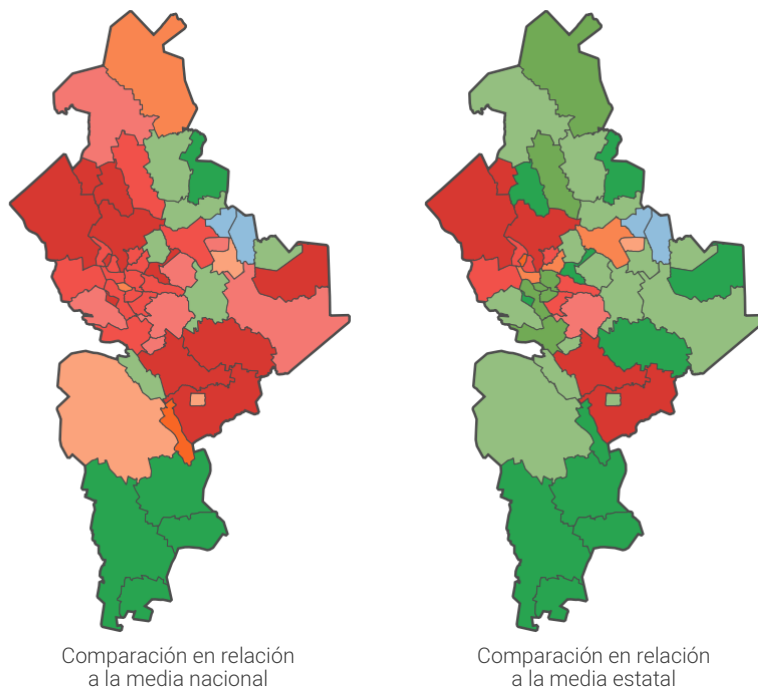 Comparación en relación
a la media nacional
Comparación en relación
a la media estatal